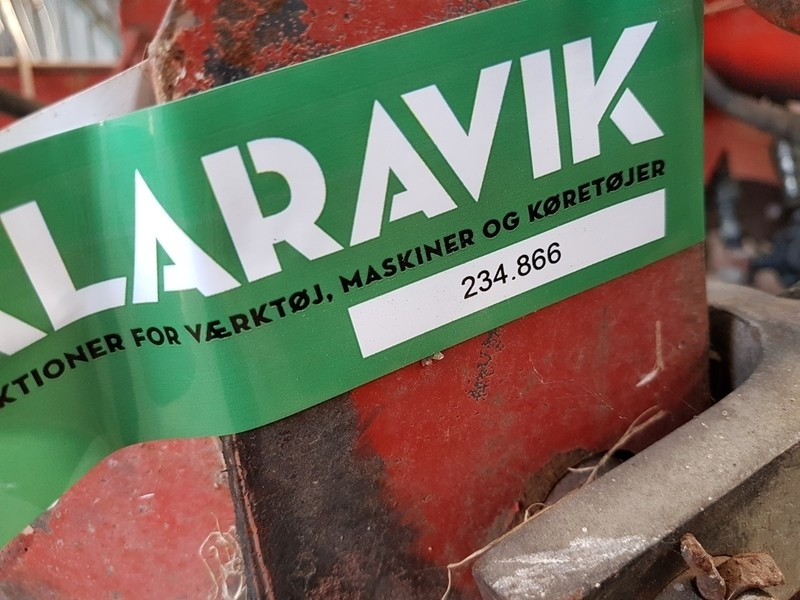 KLARAVIK
KTIONER FOR VÆRKTØJ, MASKINER OG KØRETØJER
234.866